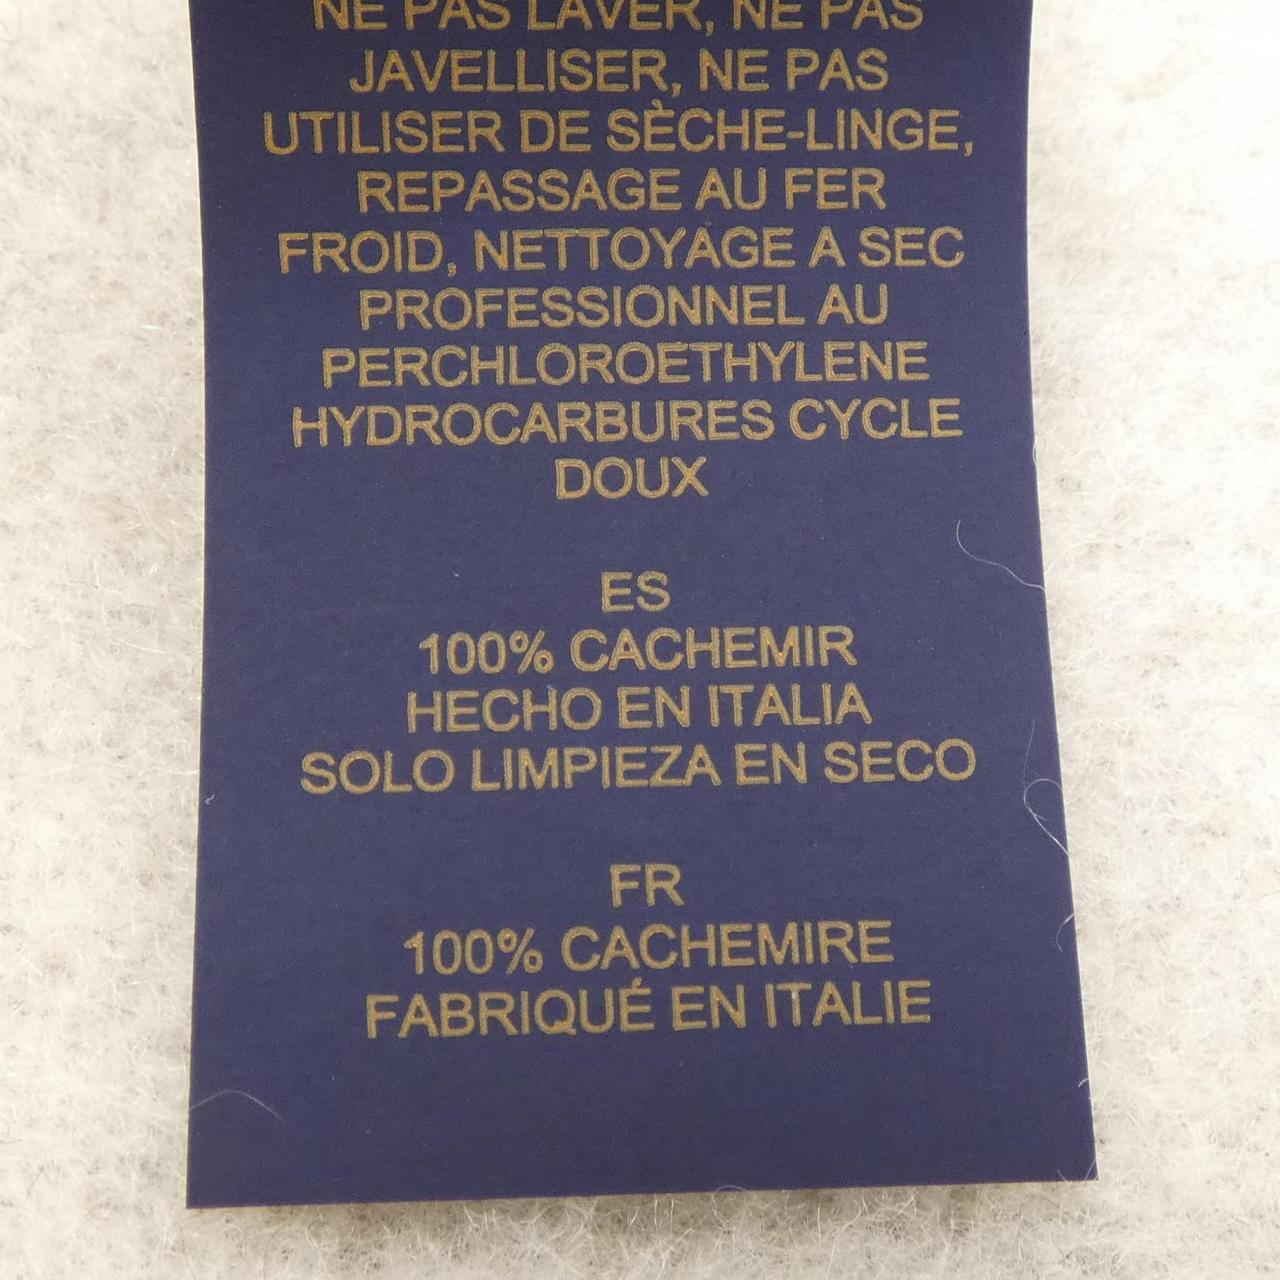 NE PAS LAVER, NE PAS
JAVELLISER, NE PAS
UTILISER DE SÈCHE-LINGE,
REPASSAGE AU FER
FROID, NETTOYAGE A SEC
PROFESSIONNEL AU
PERCHLOROETHYLENE
HYDROCARBURES CYCLE
DOUX
ES
100% CACHEMIR
HECHO EN ITALIA
SOLO LIMPIEZA EN SECO
FR
100% CACHEMIRE
FABRIQUÉ EN ITALIE